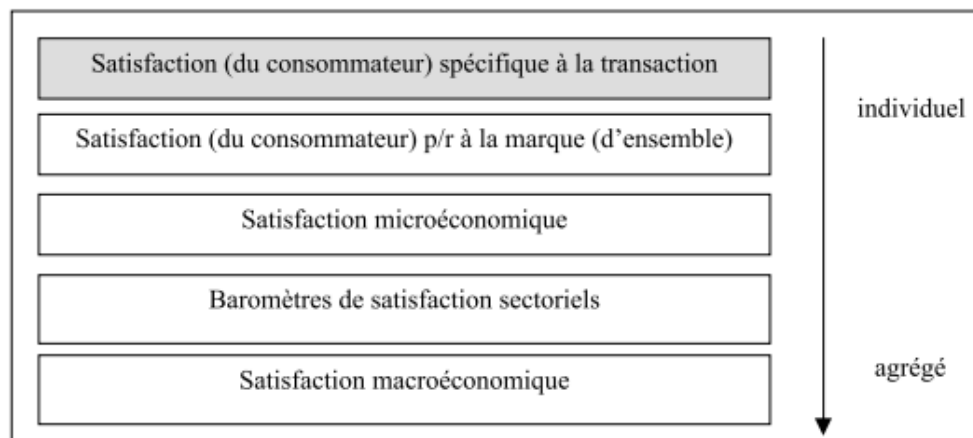 Satisfaction (du consommateur) spécifique à la transaction
individuel
Satisfaction (du consommateur) p/r à la marque (d'ensemble)
Satisfaction microéconomique
Baromètres de satisfaction sectoriels
agrégé
Satisfaction macroéconomique